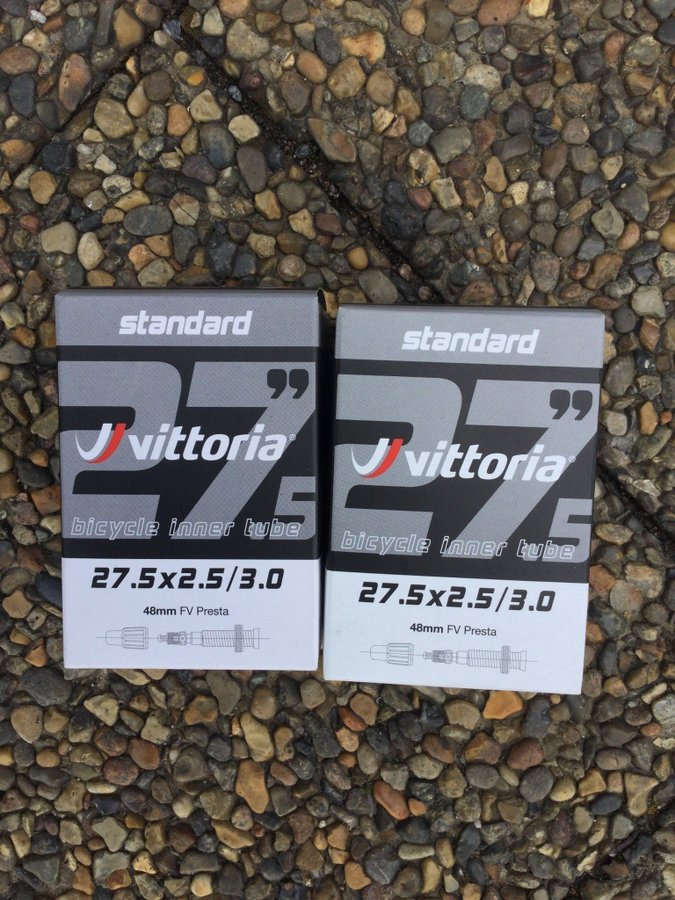 standard
27.5”
vittoria®
bicycle inner tube
27.5x2.5/3.0
48mm FV Presta
standard
27.5”
vittoria®
bicycle inner tube
27.5x2.5/3.0
48mm FV Presta